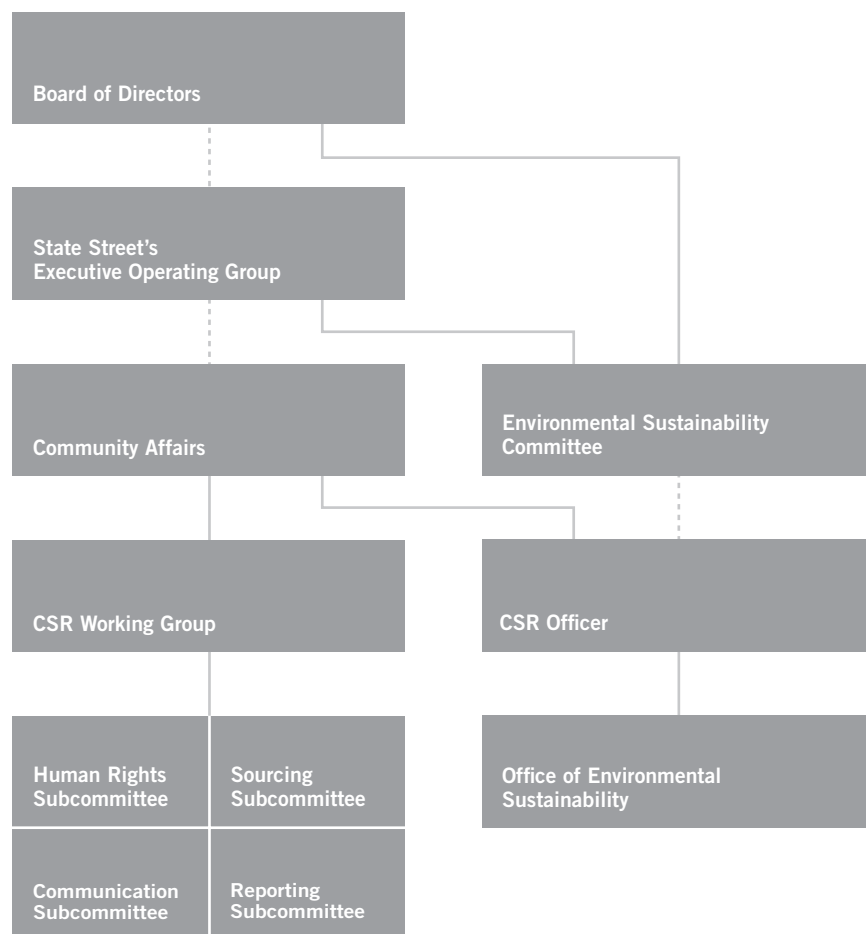 Board of Directors
State Street’s
Executive Operating Group
Community Affairs
Environmental Sustainability
Committee
CSR Working Group
CSR Officer
Human Rights
Subcommittee
Sourcing
Subcommittee
Office of Environmental
Sustainability
Communication
Subcommittee
Reporting
Subcommittee